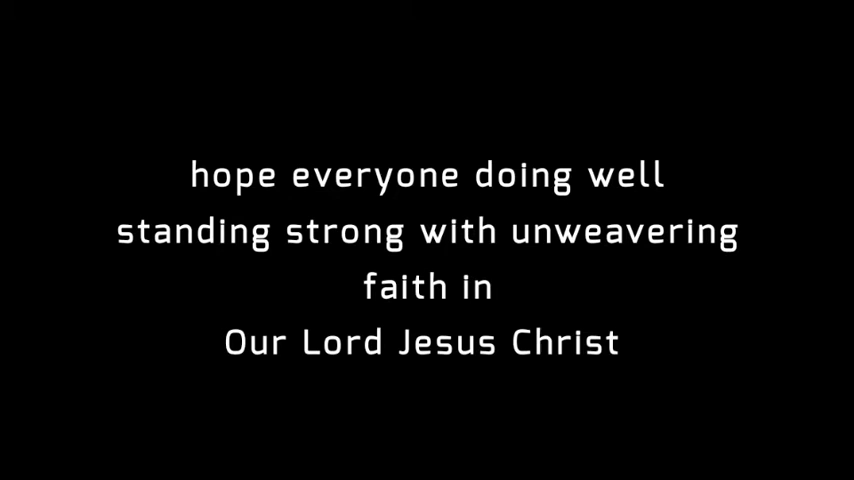 hope everyone doing well
standing strong with unweavering
faith in
Our Lord Jesus Christ